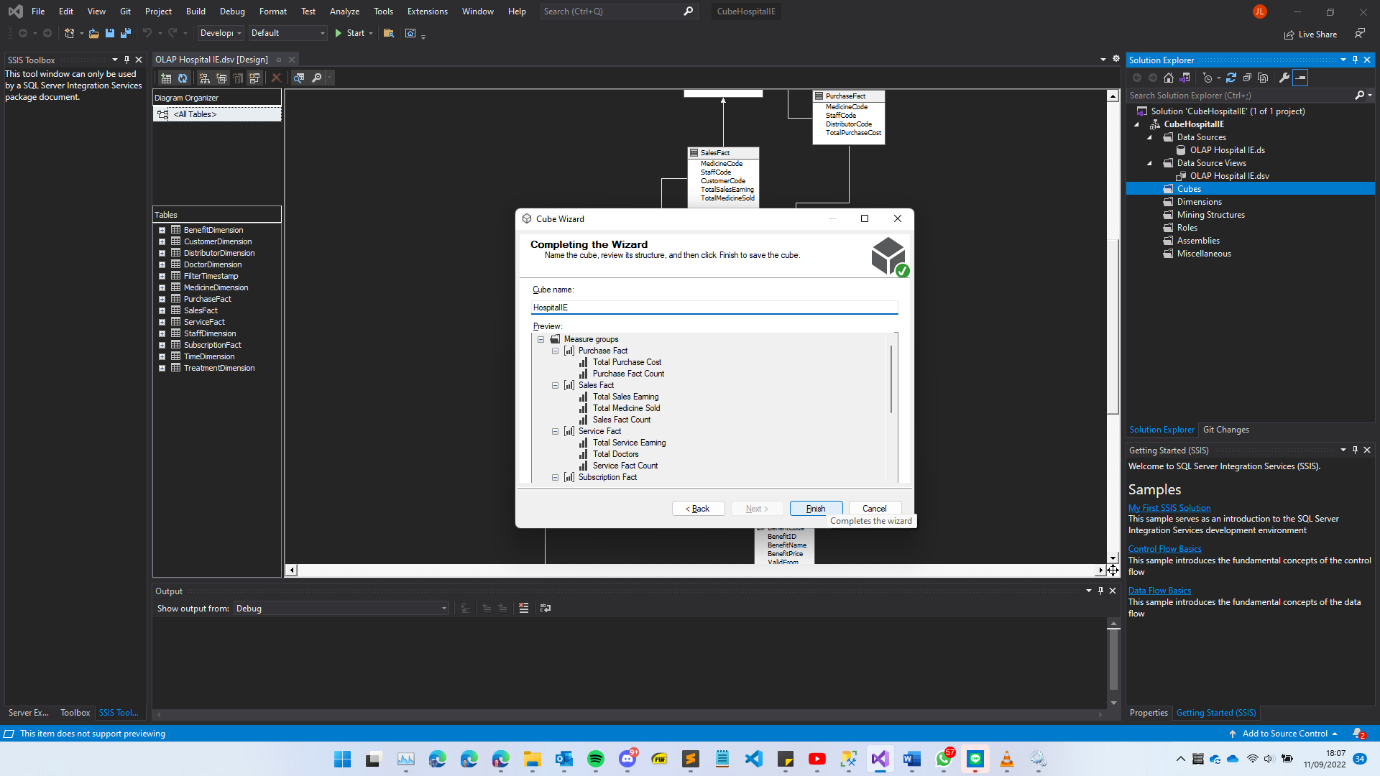 File Edit View Git Project Build Debug Format Test Analyze Tools Extensions Window Help Search (Ctrl+Q) CubeHospitalIE JL
Developi Default Start Live Share
SSIS Toolbox
This tool window can only be used
by a SQL Server Integration Services
package document.
OLAP Hospital IE.dsv [Design]
Diagram Organizer
<All Tables>
Tables
BenefitDimension
CustomerDimension
DistributorDimension
DoctorDimension
FilterTimestamp
MedicineDimension
PurchaseFact
SalesFact
ServiceFact
StaffDimension
SubscriptionFact
TimeDimension
TreatmentDimension
PurchaseFact
MedicineCode
StaffCode
DistributorCode
TotalPurchaseCost
SalesFact
MedicineCode
StaffCode
CustomerCode
TotalSalesEarning
TotalMedicineSold
Cube Wizard
Completing the Wizard
Name the cube, review its structure, and then click Finish to save the cube.
Cube name:
HospitalIE
Preview:
Measure groups
Purchase Fact
Total Purchase Cost
Purchase Fact Count
Sales Fact
Total Sales Earning
Total Medicine Sold
Sales Fact Count
Service Fact
Total Service Earning
Total Doctors
Service Fact Count
Subscription Fact
< Back Next > Finish Cancel
Completes the wizard
BenefitID
BenefitName
BenefitPrice
ValidFrom
Solution Explorer
Search Solution Explorer (Ctrl+;)
Solution 'CubeHospitalIE' (1 of 1 project)
CubeHospitalIE
Data Sources
OLAP Hospital IE.ds
Data Source Views
OLAP Hospital IE.dsv
Cubes
Dimensions
Mining Structures
Roles
Assemblies
Miscellaneous
Solution Explorer Git Changes
Getting Started (SSIS)
Welcome to SQL Server Integration Services (SSIS).
Samples
My First SSIS Solution
This sample serves as an introduction to the SQL Server
Integration Services development environment
Control Flow Basics
This sample introduces the fundamental concepts of the control
flow
Data Flow Basics
This sample introduces the fundamental concepts of the data
flow
Output
Show output from: Debug
Server Ex... Toolbox SSIS Tool...
Properties Getting Started (SSIS)
This item does not support previewing
Add to Source Control 2
9+ 57
18:07
11/09/2022 34